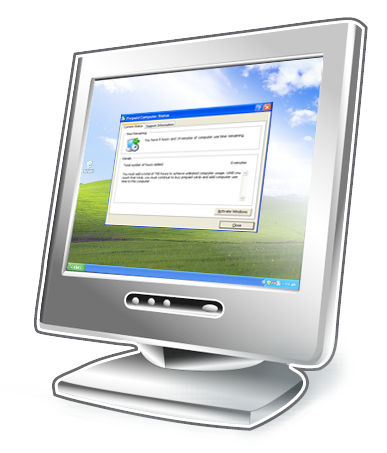 Prepaid Computer Status
Current Status Support Information
Time Remaining
You have 0 hours and 15 minutes of computer use time remaining.
Details
Total number of hours added: 0 minutes
You must add a total of 700 hours to achieve unlimited computer usage. Until you
reach that total, you must continue to buy prepaid cards and add computer use
time to the computer.
Activate Windows
Close
start